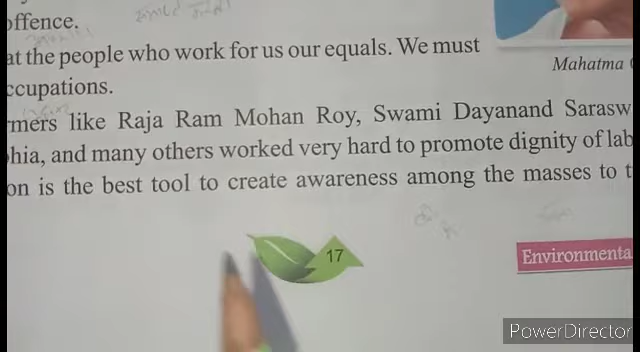 offence.
at the people who work for us our equals. We must
ccupations.
Mahatma
rmers like Raja Ram Mohan Roy, Swami Dayanand Sarasw
hia, and many others worked very hard to promote dignity of lab
on is the best tool to create awareness among the masses to t
17
Environmenta
PowerDirector